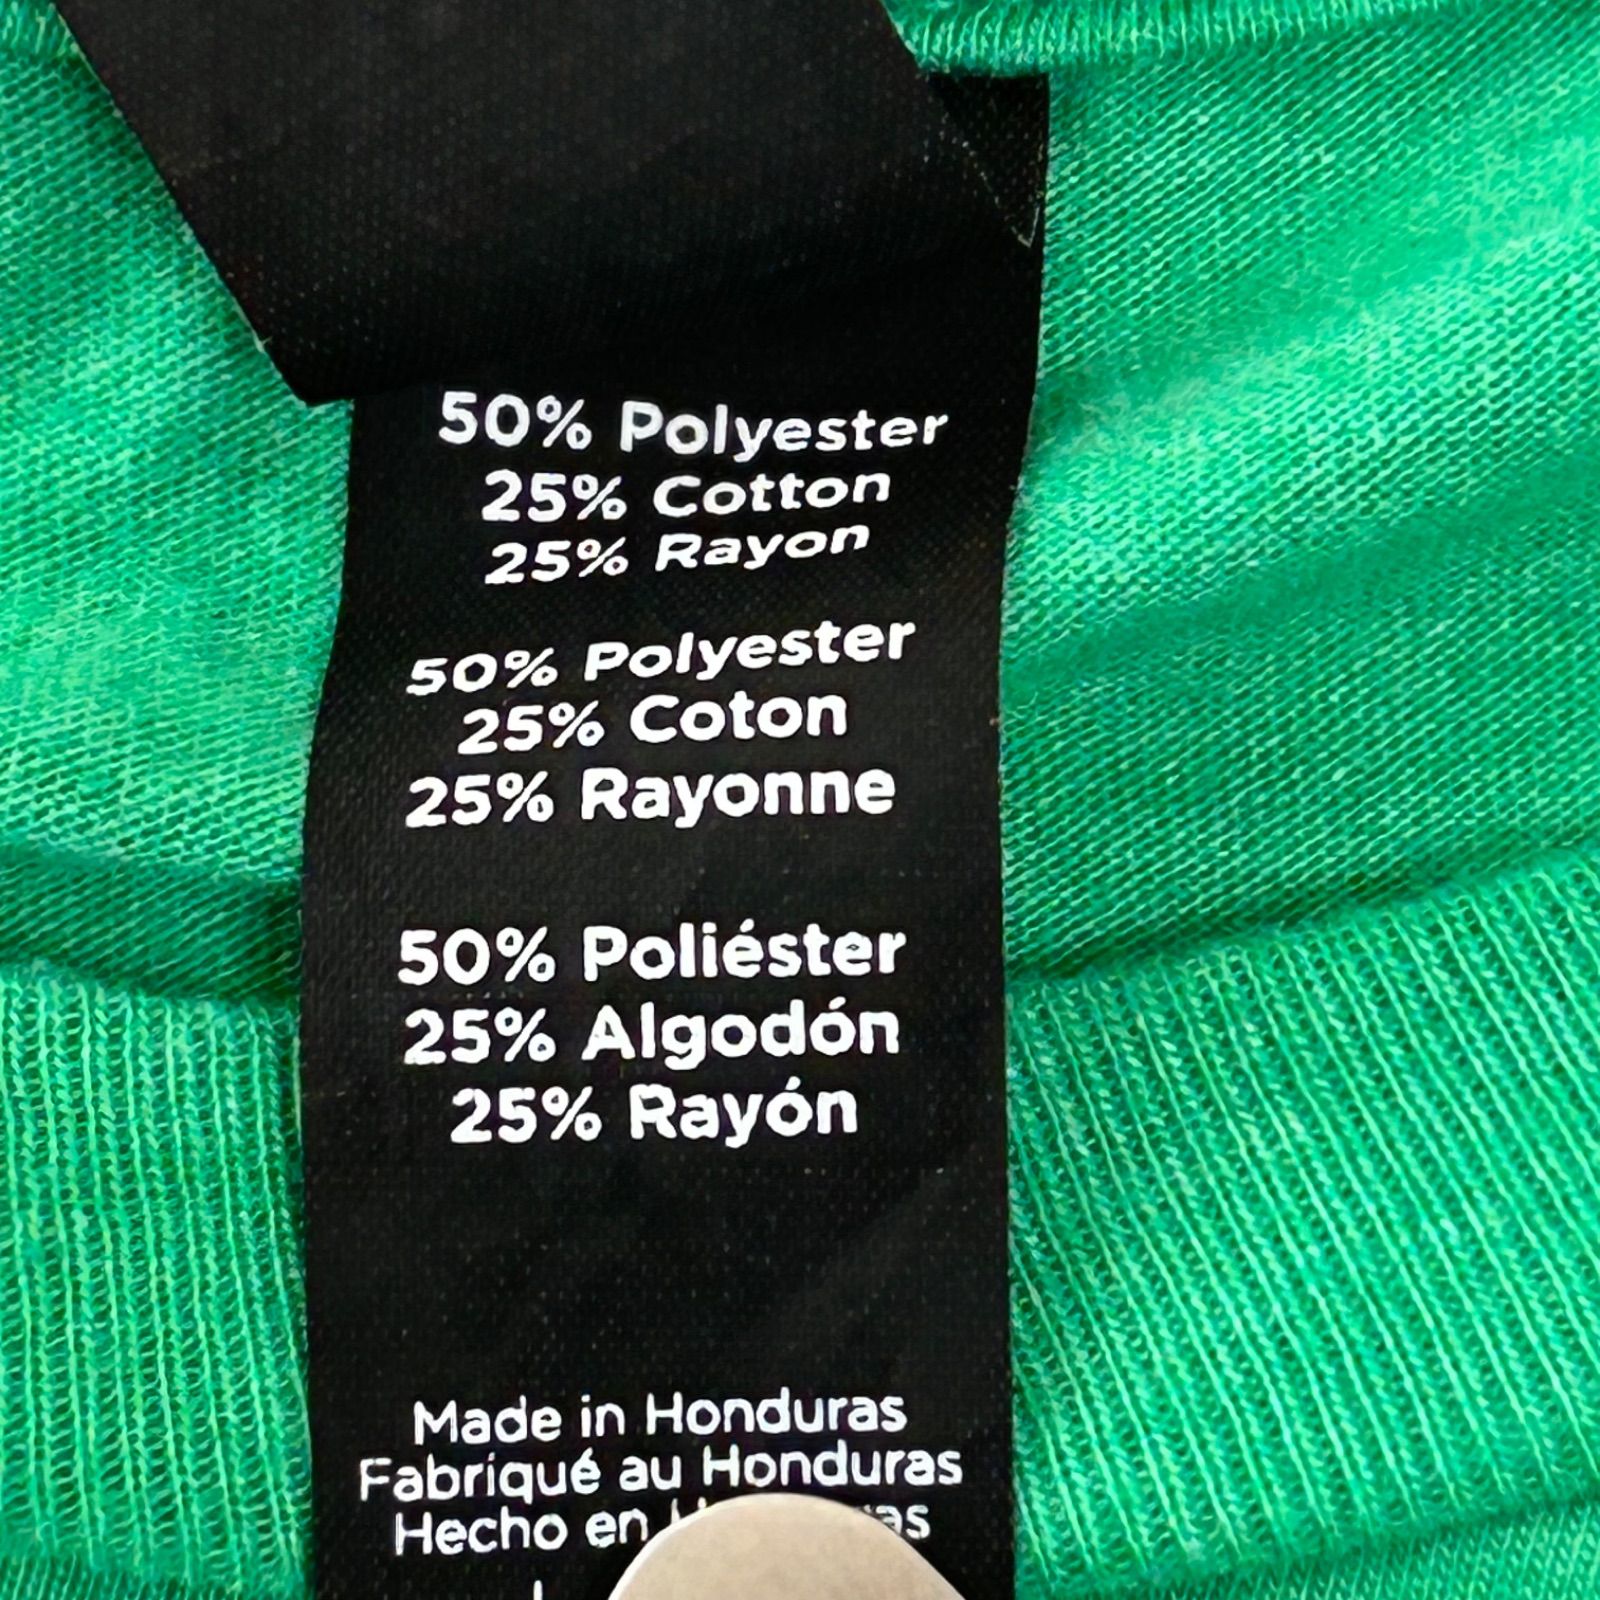 50% Polyester
25% Cotton
25% Rayon
50% Polyester
25% Coton
25% Rayonne
50% Poliéster
25% Algodón
25% Rayón
Made in Honduras
Fabriqué au Honduras
Hecho en